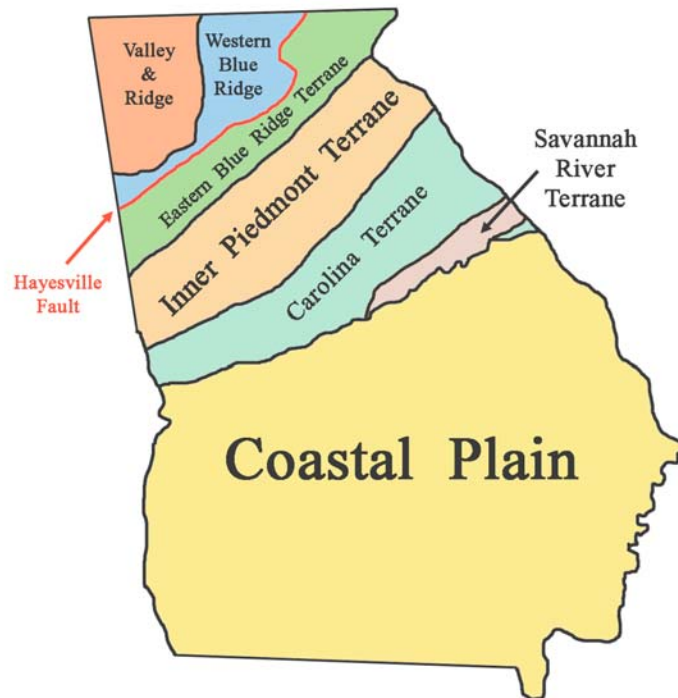 Valley
&
Ridge
Western
Blue
Ridge
Eastern Blue Ridge Terrane
Inner Piedmont Terrane
Savannah
River
Terrane
Carolina Terrane
Hayesville
Fault
Coastal Plain